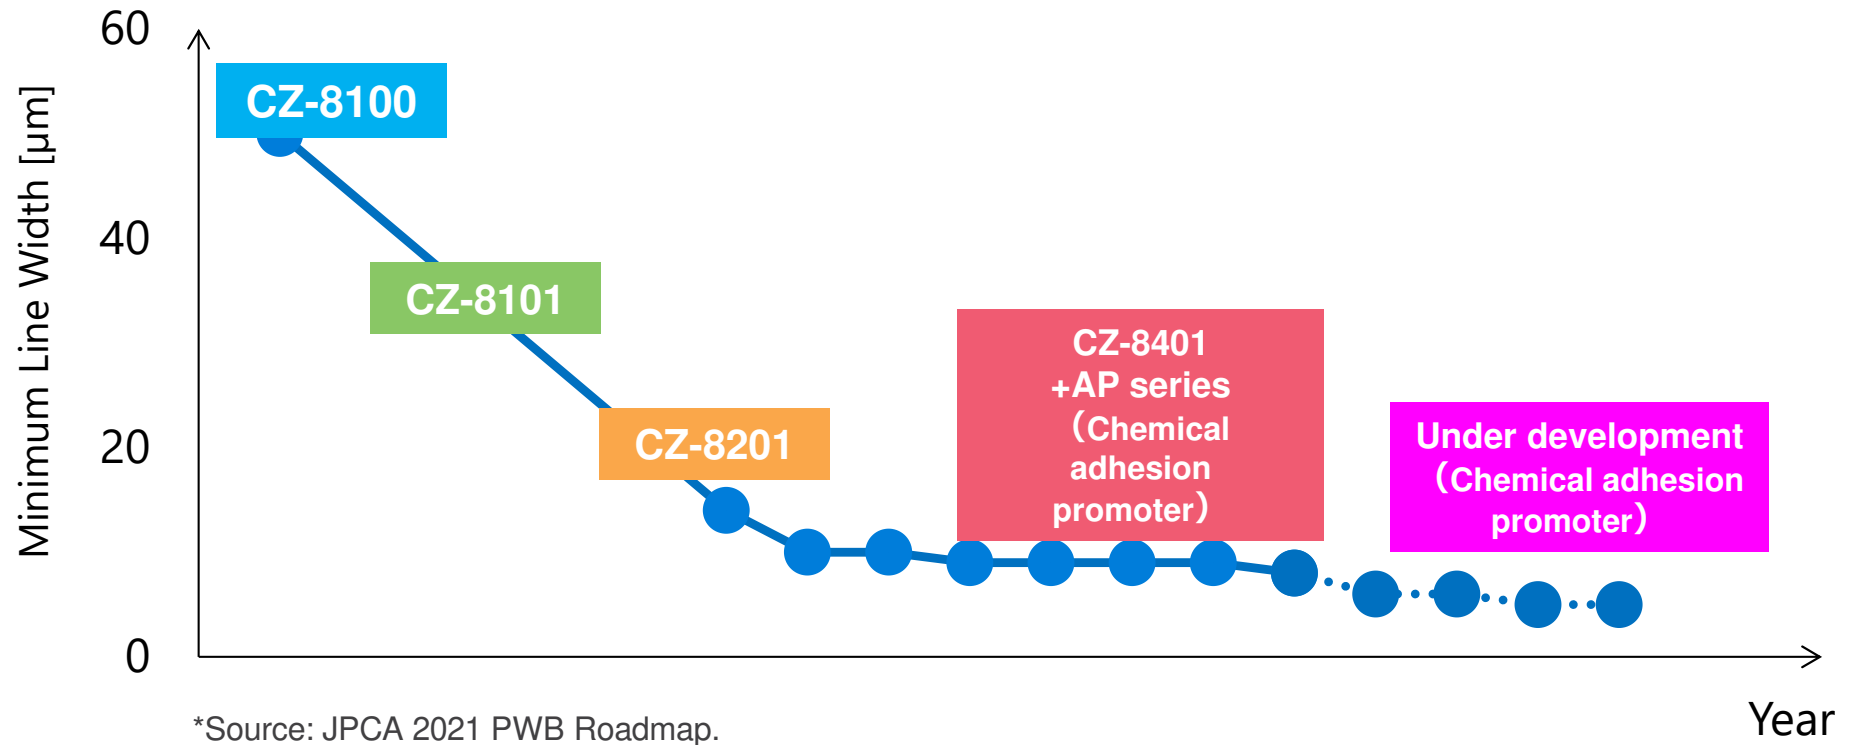 60
40
20
0
Minimum Line Width [µm]
CZ-8100
CZ-8101
CZ-8201
CZ-8401
+AP series
（Chemical
adhesion
promoter）
Under development
（Chemical adhesion
promoter）
Year
*Source: JPCA 2021 PWB Roadmap.